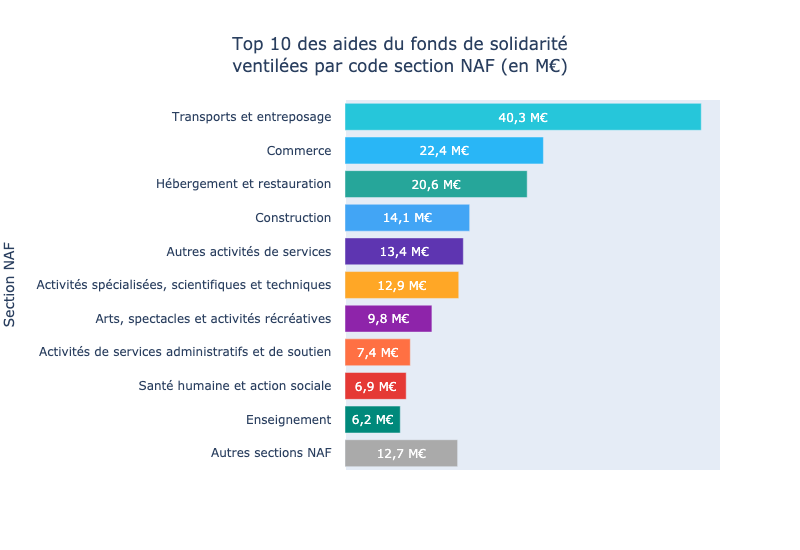 Top 10 des aides du fonds de solidarité
ventilées par code section NAF (en M€)
Section NAF
Transports et entreposage 40,3 M€
Commerce 22,4 M€
Hébergement et restauration 20,6 M€
Construction 14,1 M€
Autres activités de services 13,4 M€
Activités spécialisées, scientifiques et techniques 12,9 M€
Arts, spectacles et activités récréatives 9,8 M€
Activités de services administratifs et de soutien 7,4 M€
Santé humaine et action sociale 6,9 M€
Enseignement 6,2 M€
Autres sections NAF 12,7 M€